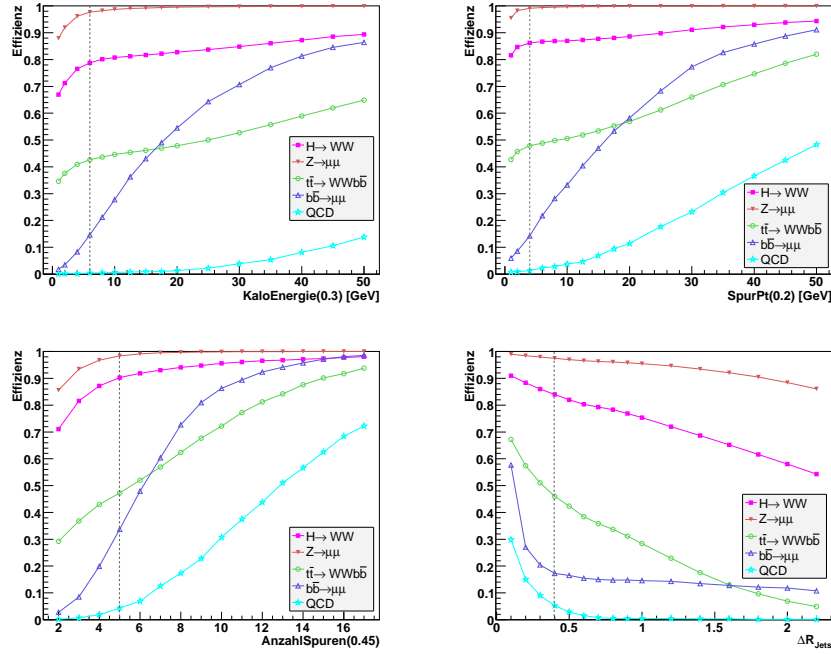 Effizienz
1
0.9
0.8
0.7
0.6
0.5
0.4
0.3
0.2
0.1
0
0 10 20 30 40 50
KaloEnergie(0.3) [GeV]
H→ WW
Z→μμ
tt̄→ WWbb̄
bb̄→μμ
QCD
Effizienz
1
0.9
0.8
0.7
0.6
0.5
0.4
0.3
0.2
0.1
0
0 10 20 30 40 50
SpurPt(0.2) [GeV]
H→ WW
Z→μμ
tt̄→ WWbb̄
bb̄→μμ
QCD
Effizienz
1
0.9
0.8
0.7
0.6
0.5
0.4
0.3
0.2
0.1
0
2 4 6 8 10 12 14 16
AnzahlSpuren(0.45)
H→ WW
Z→μμ
tt̄→ WWbb̄
bb̄→μμ
QCD
Effizienz
1
0.9
0.8
0.7
0.6
0.5
0.4
0.3
0.2
0.1
0
0 0.5 1 1.5 2
ΔR_Jets
H→ WW
Z→μμ
tt̄→ WWbb̄
bb̄→μμ
QCD